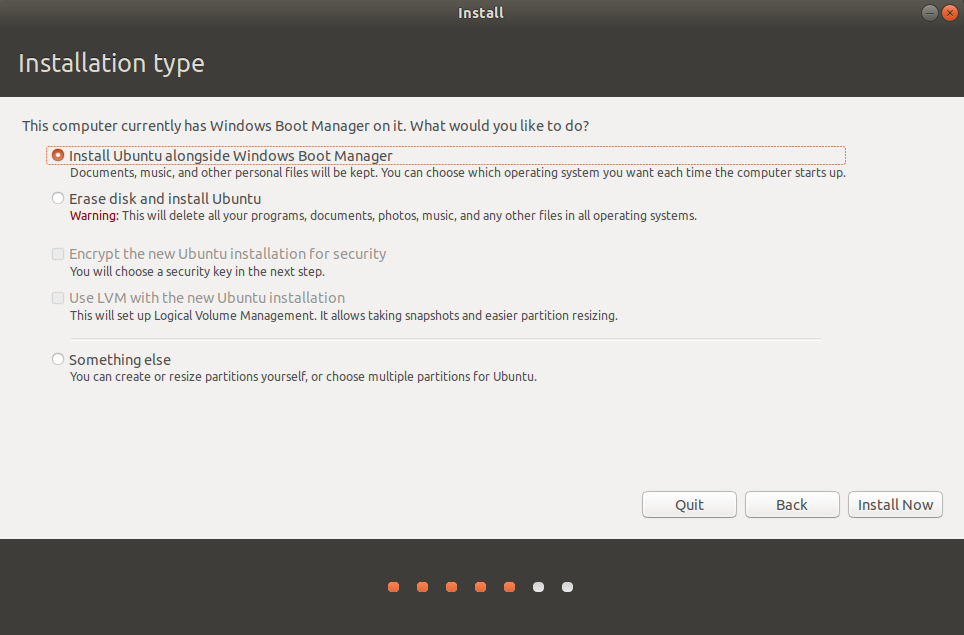 Install
Installation type
This computer currently has Windows Boot Manager on it. What would you like to do?
Install Ubuntu alongside Windows Boot Manager
Documents, music, and other personal files will be kept. You can choose which operating system you want each time the computer starts up.
Erase disk and install Ubuntu
Warning: This will delete all your programs, documents, photos, music, and any other files in all operating systems.
Encrypt the new Ubuntu installation for security
You will choose a security key in the next step.
Use LVM with the new Ubuntu installation
This will set up Logical Volume Management. It allows taking snapshots and easier partition resizing.
Something else
You can create or resize partitions yourself, or choose multiple partitions for Ubuntu.
Quit Back Install Now